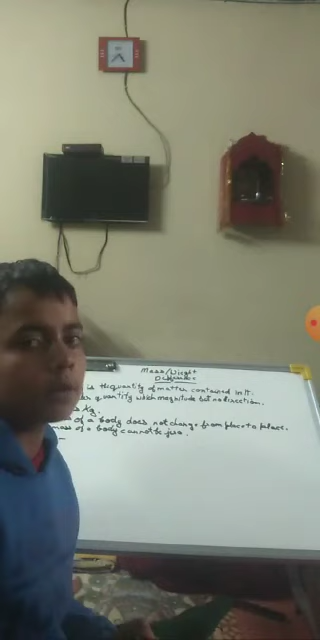 Mass/Weight
Difference
is the quantity of matter contained in it.
quantity which magnitude but no direction.
Kg.
of a body does not change from place to place.
mass of a body cannot be